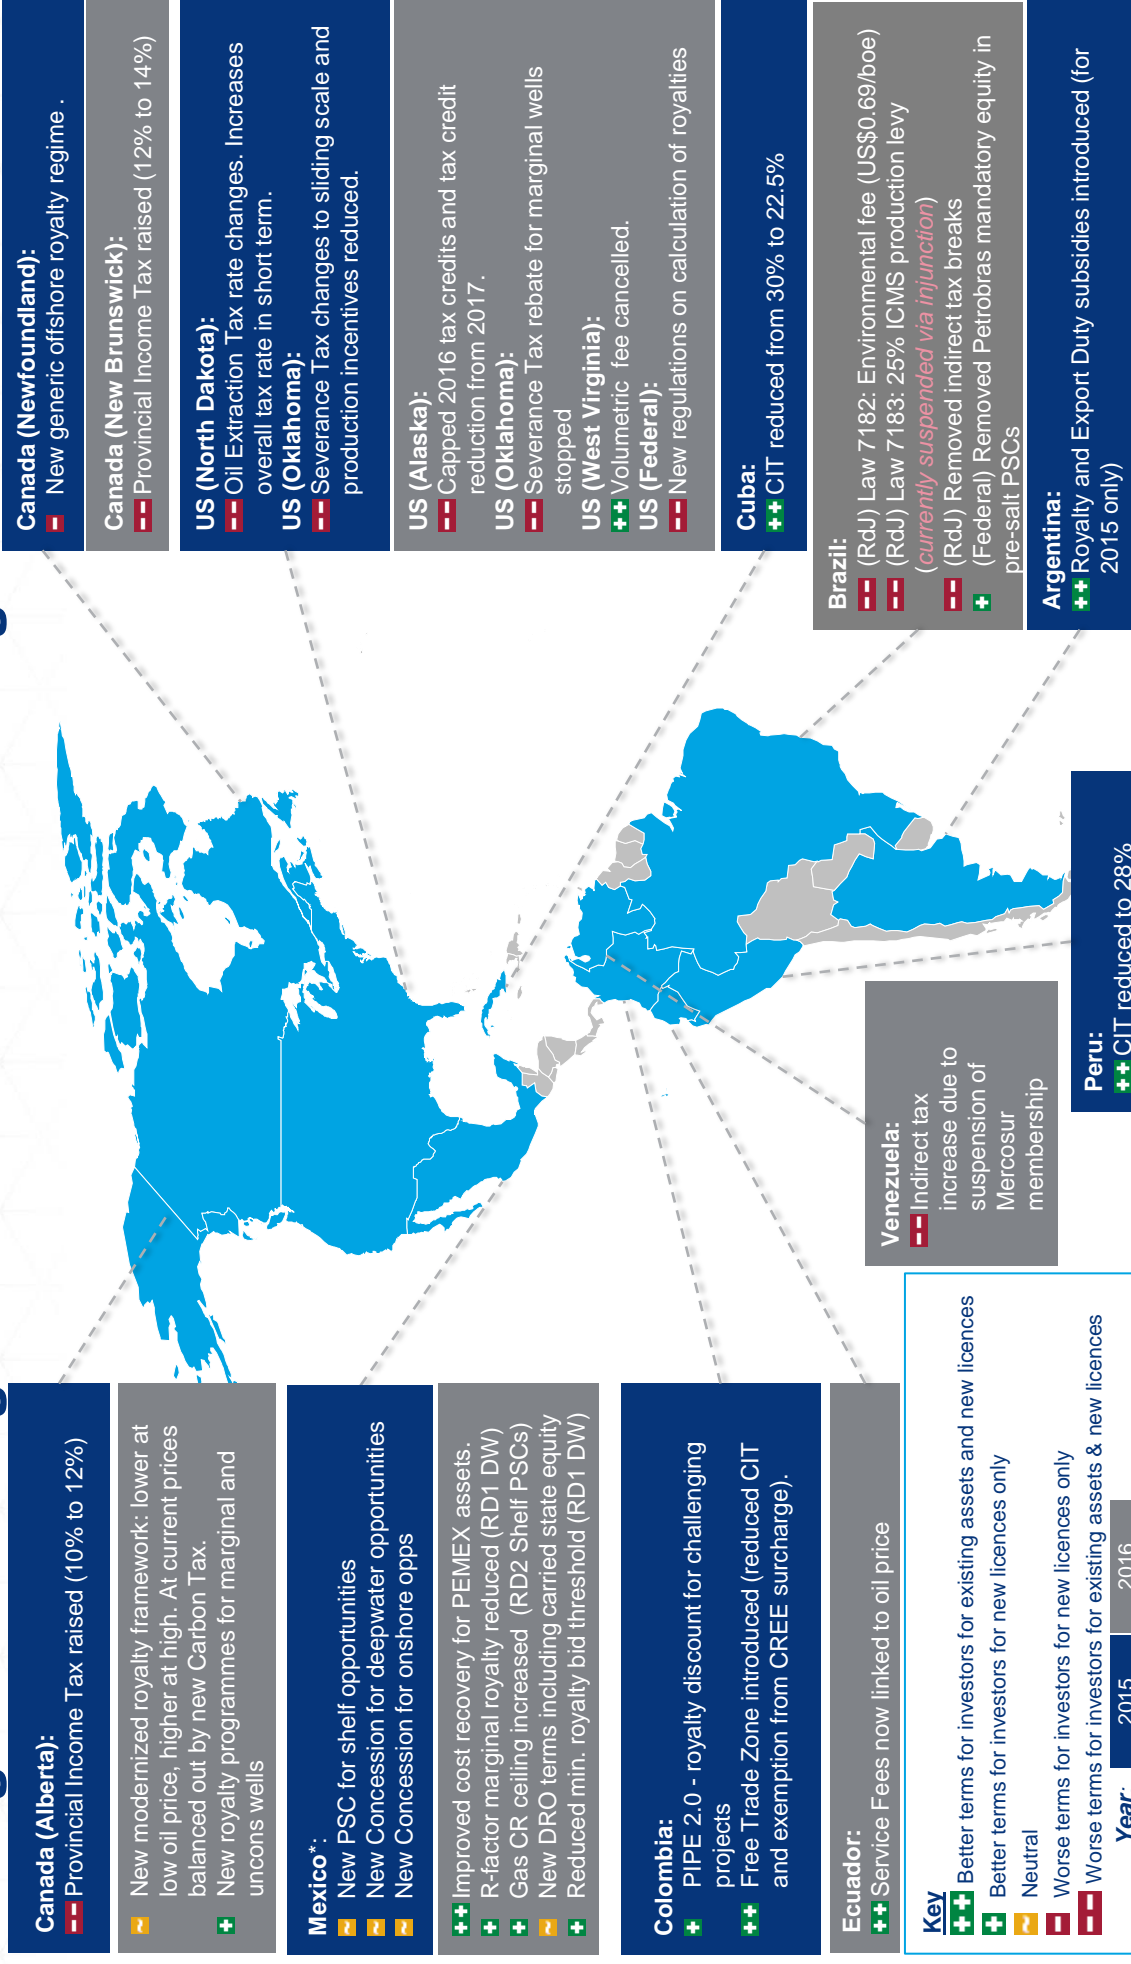 Canada (Alberta):
-- Provincial Income Tax raised (10% to 12%)
~ New modernized royalty framework: lower at
low oil price, higher at high. At current prices
balanced out by new Carbon Tax.
+ New royalty programmes for marginal and
uncons wells
Mexico*:
~ New PSC for shelf opportunities
~ New Concession for deepwater opportunities
~ New Concession for onshore opps
++ Improved cost recovery for PEMEX assets.
+ R-factor marginal royalty reduced (RD1 DW)
+ Gas CR ceiling increased (RD2 Shelf PSCs)
~ New DRO terms including carried state equity
+ Reduced min. royalty bid threshold (RD1 DW)
Colombia:
+ PIPE 2.0 - royalty discount for challenging
projects
++ Free Trade Zone introduced (reduced CIT
and exemption from CREE surcharge).
Ecuador:
++ Service Fees now linked to oil price
Key
++ Better terms for investors for existing assets and new licences
+ Better terms for investors for new licences only
~ Neutral
- Worse terms for investors for new licences only
-- Worse terms for investors for existing assets & new licences
Year: 2015 2016
Venezuela:
-- Indirect tax
increase due to
suspension of
Mercosur
membership
Peru:
++ CIT reduced to 28%
Canada (Newfoundland):
- New generic offshore royalty regime .
Canada (New Brunswick):
-- Provincial Income Tax raised (12% to 14%)
US (North Dakota):
-- Oil Extraction Tax rate changes. Increases
overall tax rate in short term.
US (Oklahoma):
-- Severance Tax changes to sliding scale and
production incentives reduced.
US (Alaska):
-- Capped 2016 tax credits and tax credit
reduction from 2017.
US (Oklahoma):
-- Severance Tax rebate for marginal wells
stopped
US (West Virginia):
++ Volumetric fee cancelled.
US (Federal):
-- New regulations on calculation of royalties
Cuba:
++ CIT reduced from 30% to 22.5%
Brazil:
-- (RdJ) Law 7182: Environmental fee (US$0.69/boe)
-- (RdJ) Law 7183: 25% ICMS production levy
(currently suspended via injunction)
-- (RdJ) Removed indirect tax breaks
+ (Federal) Removed Petrobras mandatory equity in
pre-salt PSCs
Argentina:
++ Royalty and Export Duty subsidies introduced (for
2015 only)